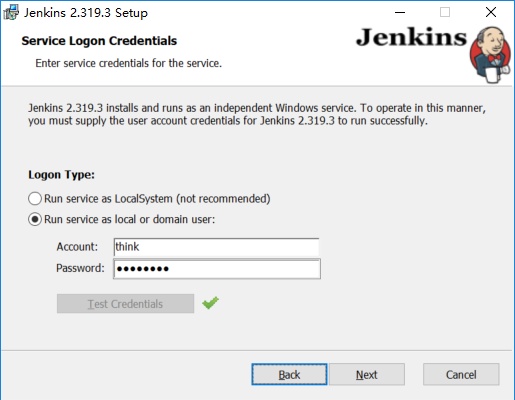 Jenkins 2.319.3 Setup
Service Logon Credentials
Enter service credentials for the service.
Jenkins
Jenkins 2.319.3 installs and runs as an independent Windows service. To operate in this manner,
you must supply the user account credentials for Jenkins 2.319.3 to run successfully.
Logon Type:
Run service as LocalSystem (not recommended)
Run service as local or domain user:
Account: think
Password: ●●●●●●●●
Test Credentials
Back Next Cancel